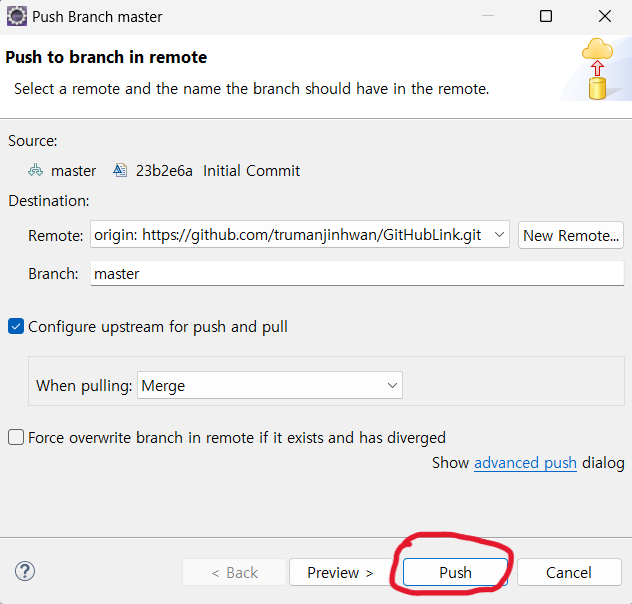 Push Branch master
Push to branch in remote
Select a remote and the name the branch should have in the remote.
Source:
master 23b2e6a Initial Commit
Destination:
Remote: origin: https://github.com/trumanjinhwan/GitHubLink.git New Remote...
Branch: master
Configure upstream for push and pull
When pulling: Merge
Force overwrite branch in remote if it exists and has diverged
Show advanced push dialog
? < Back Preview > Push Cancel